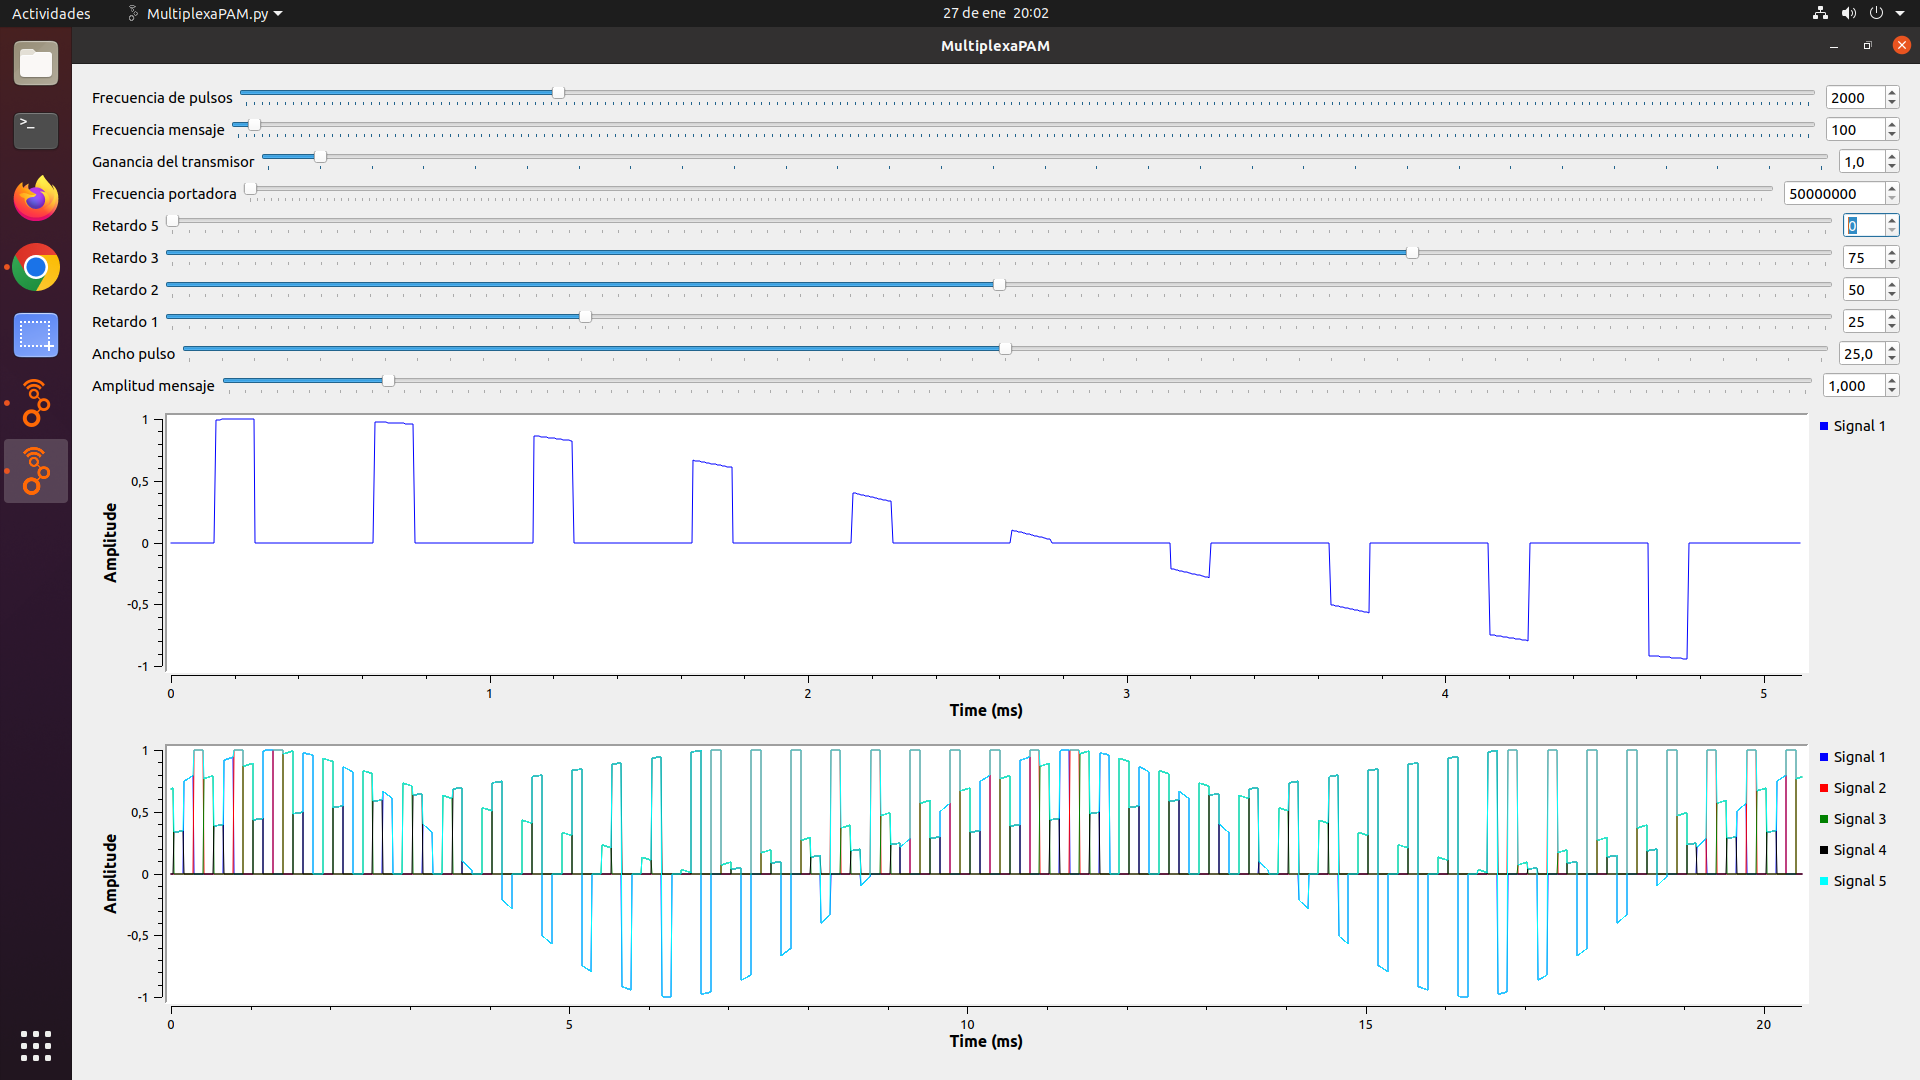 Actividades MultiplexaPAM.py 27 de ene 20:02
MultiplexaPAM
Frecuencia de pulsos 2000
Frecuencia mensaje 100
Ganancia del transmisor 1,0
Frecuencia portadora 50000000
Retardo 5 0
Retardo 3 75
Retardo 2 50
Retardo 1 25
Ancho pulso 25,0
Amplitud mensaje 1,000
Amplitude
1
0,5
0
-0,5
-1
0 1 2 3 4 5
Time (ms)
Signal 1
Amplitude
1
0,5
0
-0,5
-1
0 5 10 15 20
Time (ms)
Signal 1
Signal 2
Signal 3
Signal 4
Signal 5